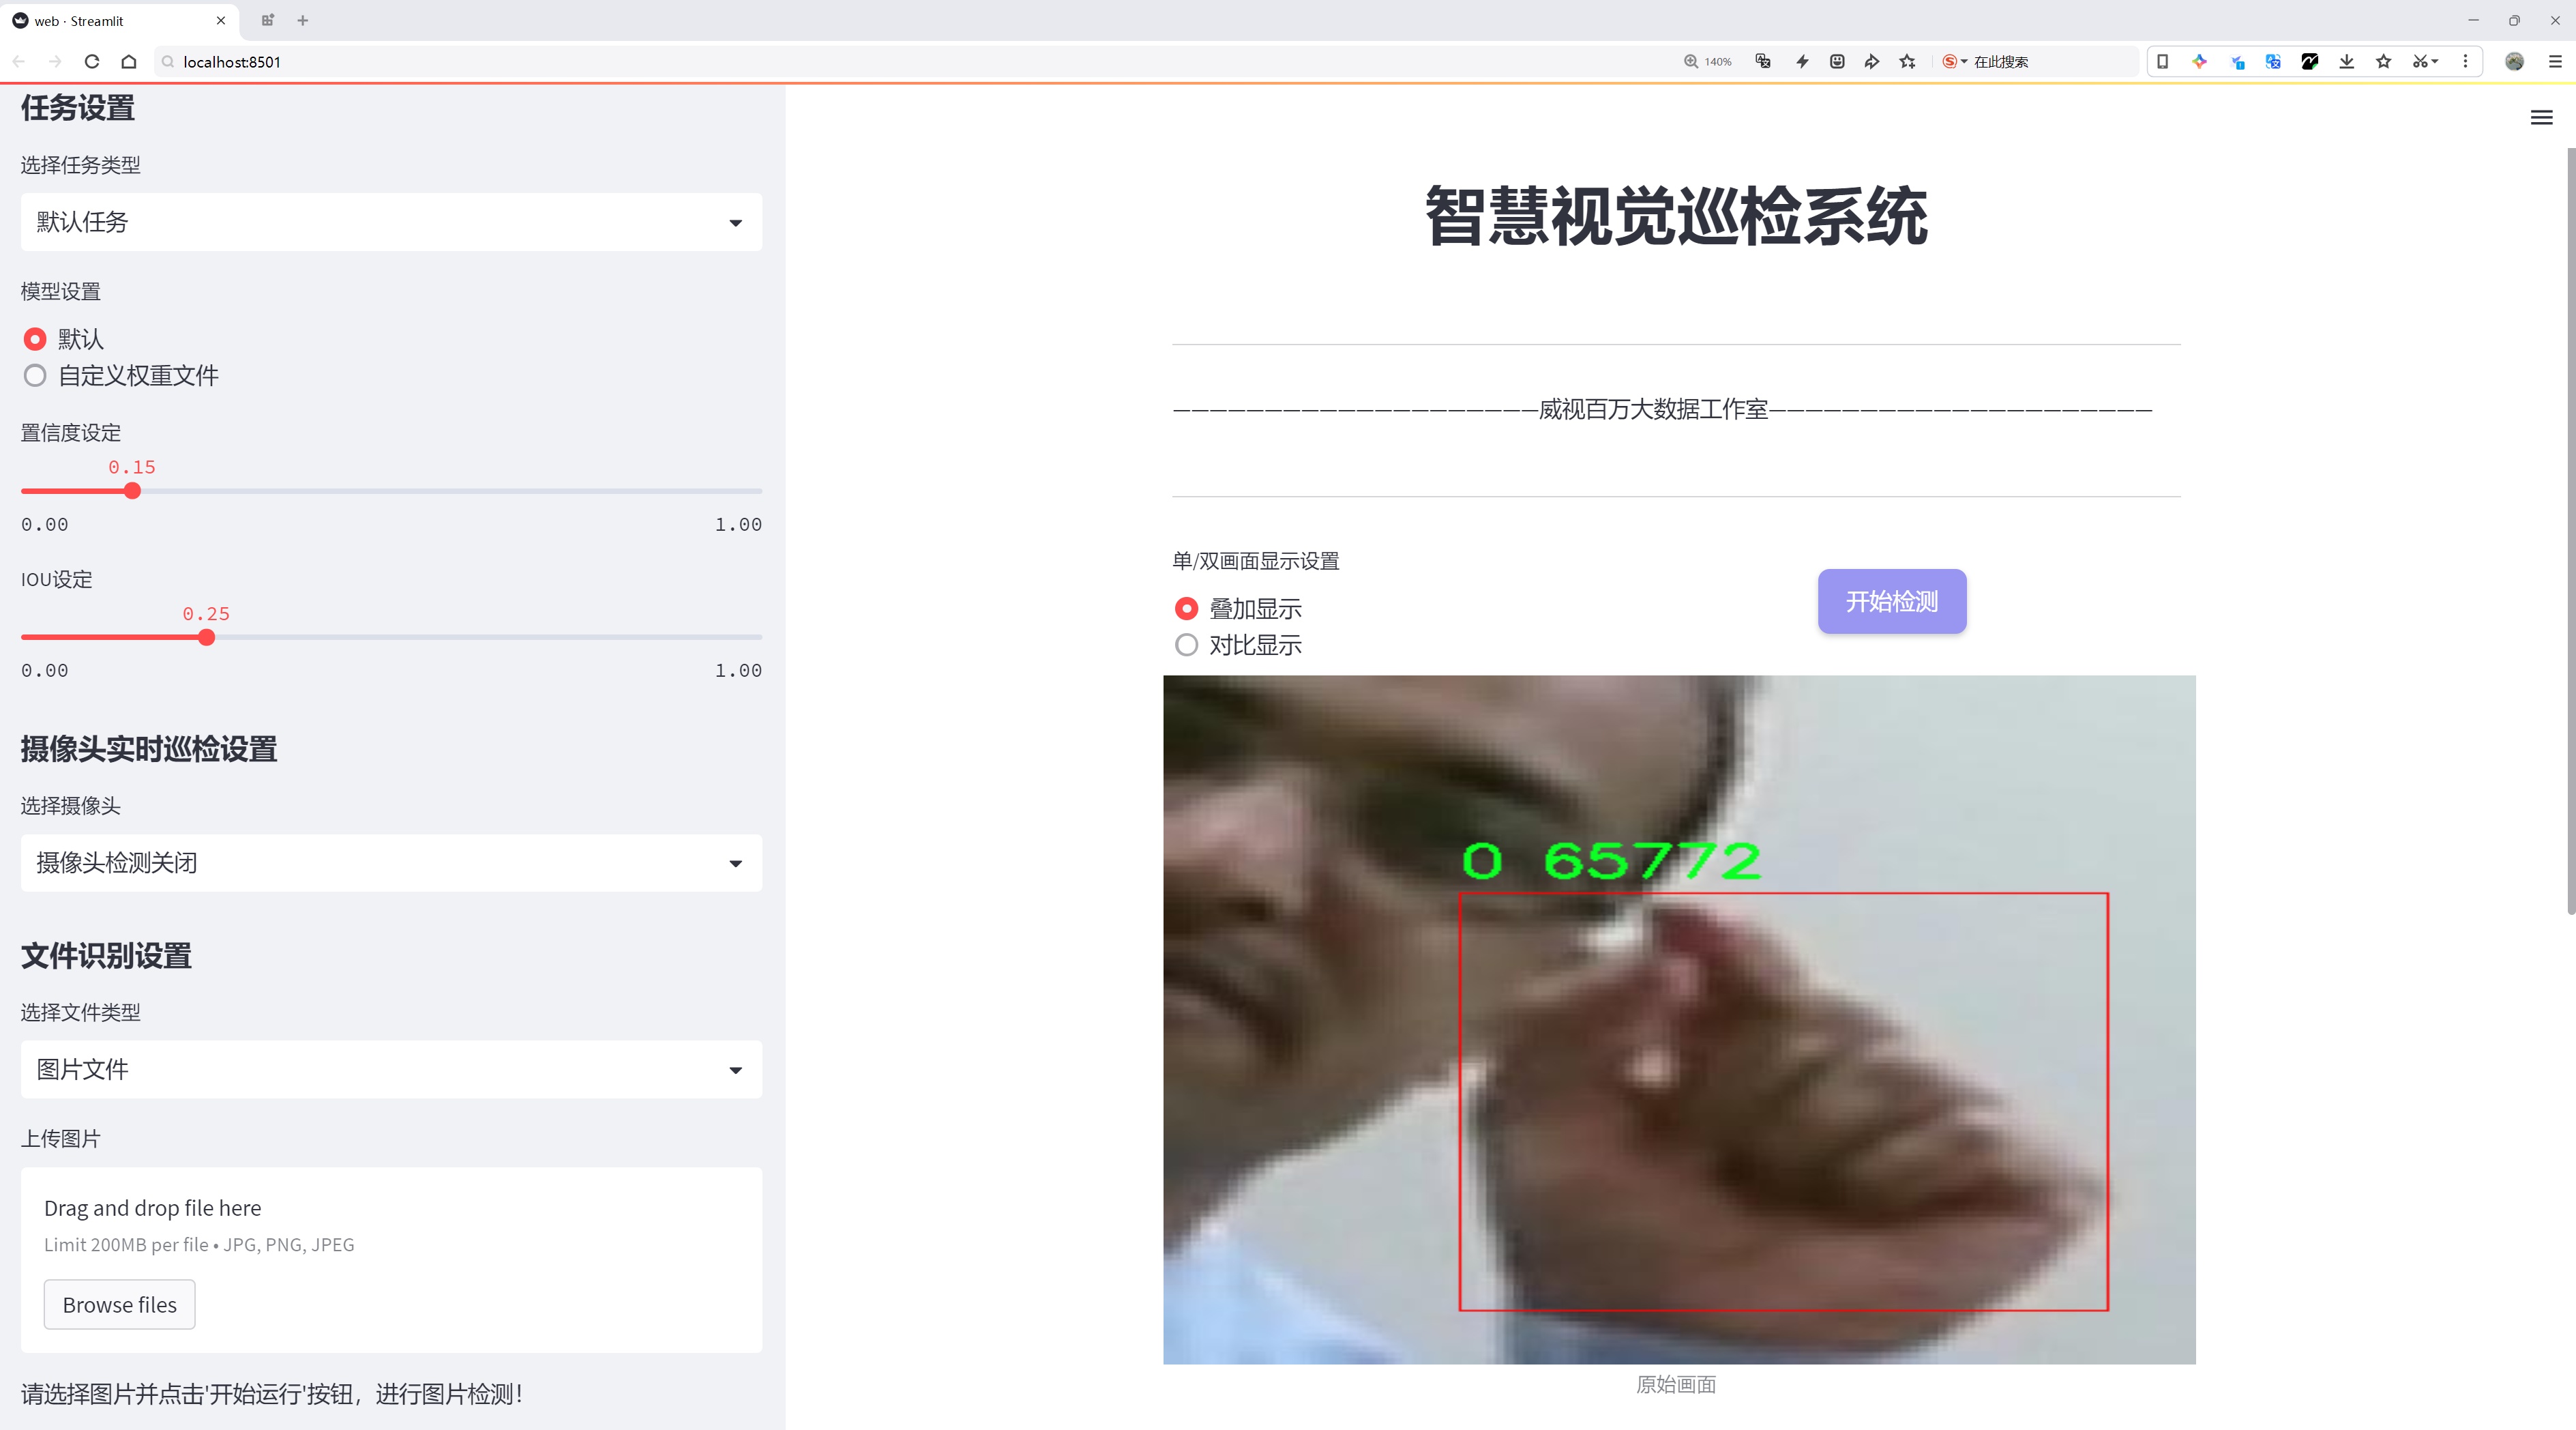 web · Streamlit
localhost:8501
140%
在此搜索
任务设置
选择任务类型
默认任务
模型设置
默认
自定义权重文件
置信度设定
0.15
0.00 1.00
IOU设定
0.25
0.00 1.00
摄像头实时巡检设置
选择摄像头
摄像头检测关闭
文件识别设置
选择文件类型
图片文件
上传图片
Drag and drop file here
Limit 200MB per file • JPG, PNG, JPEG
Browse files
请选择图片并点击'开始运行'按钮，进行图片检测！
智慧视觉巡检系统
—————————————————————威视百万大数据工作室——————————————————————
单/双画面显示设置
叠加显示
对比显示
开始检测
0 65772
原始画面